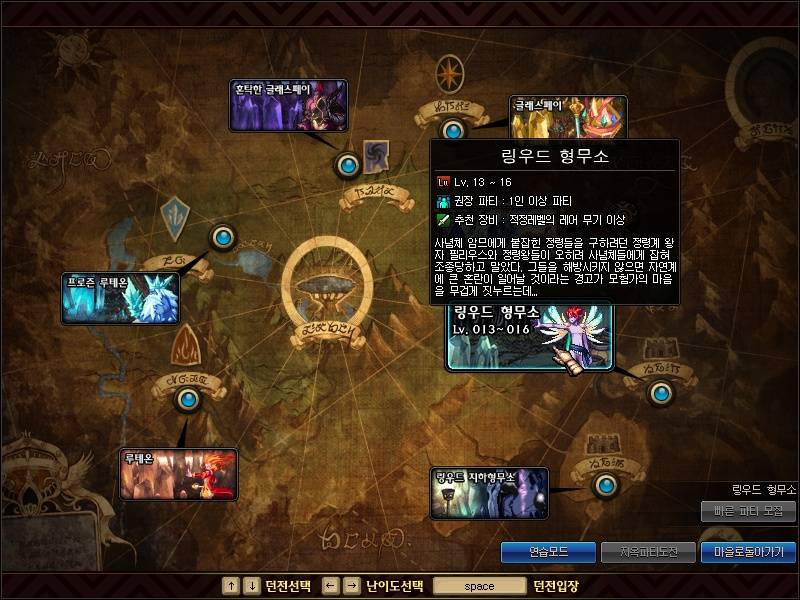 혼탁한 글래스페이
글래스페이
링우드 형무소
Lv. 13 ~ 16
권장 파티 : 1인 이상 파티
추천 장비 : 적정레벨의 레어 무기 이상
사념체 암므에게 붙잡힌 정령들을 구하려던 정령계 왕
자 필리우스와 정령왕들이 오히려 사념체들에게 잡혀
조종당하고 말았다. 그들을 해방시키지 않으면 자연계
에 큰 혼란이 일어날 것이라는 경고가 모험가의 마음
을 무겁게 짓누르는데...
프로즌 루테온
링우드 형무소
Lv. 013~016
루테온
링우드 지하형무소
링우드 형무소
빠른 파티 모집
연습모드
지옥파티도전
마을로돌아가기
↑ ↓ 던전선택 ← → 난이도선택 space 던전입장